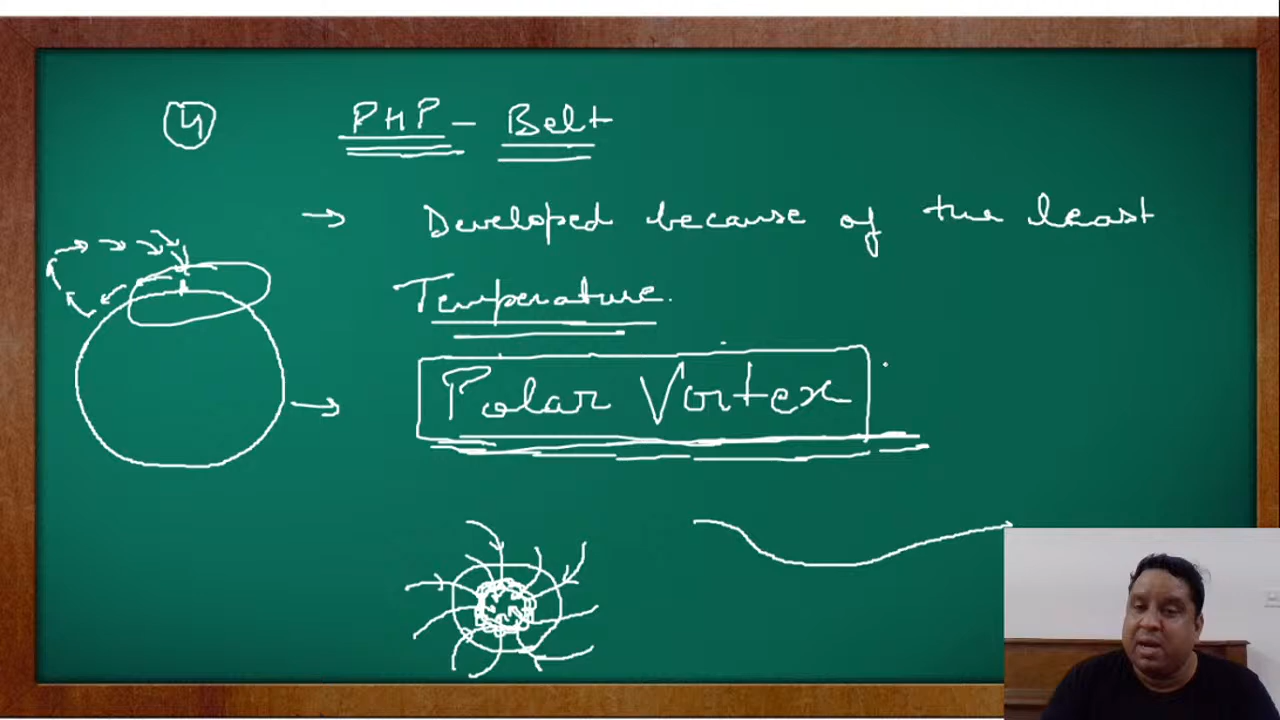 4 PHP - Belt
→ Developed because of the least
Temperature.
→ Polar Vortex